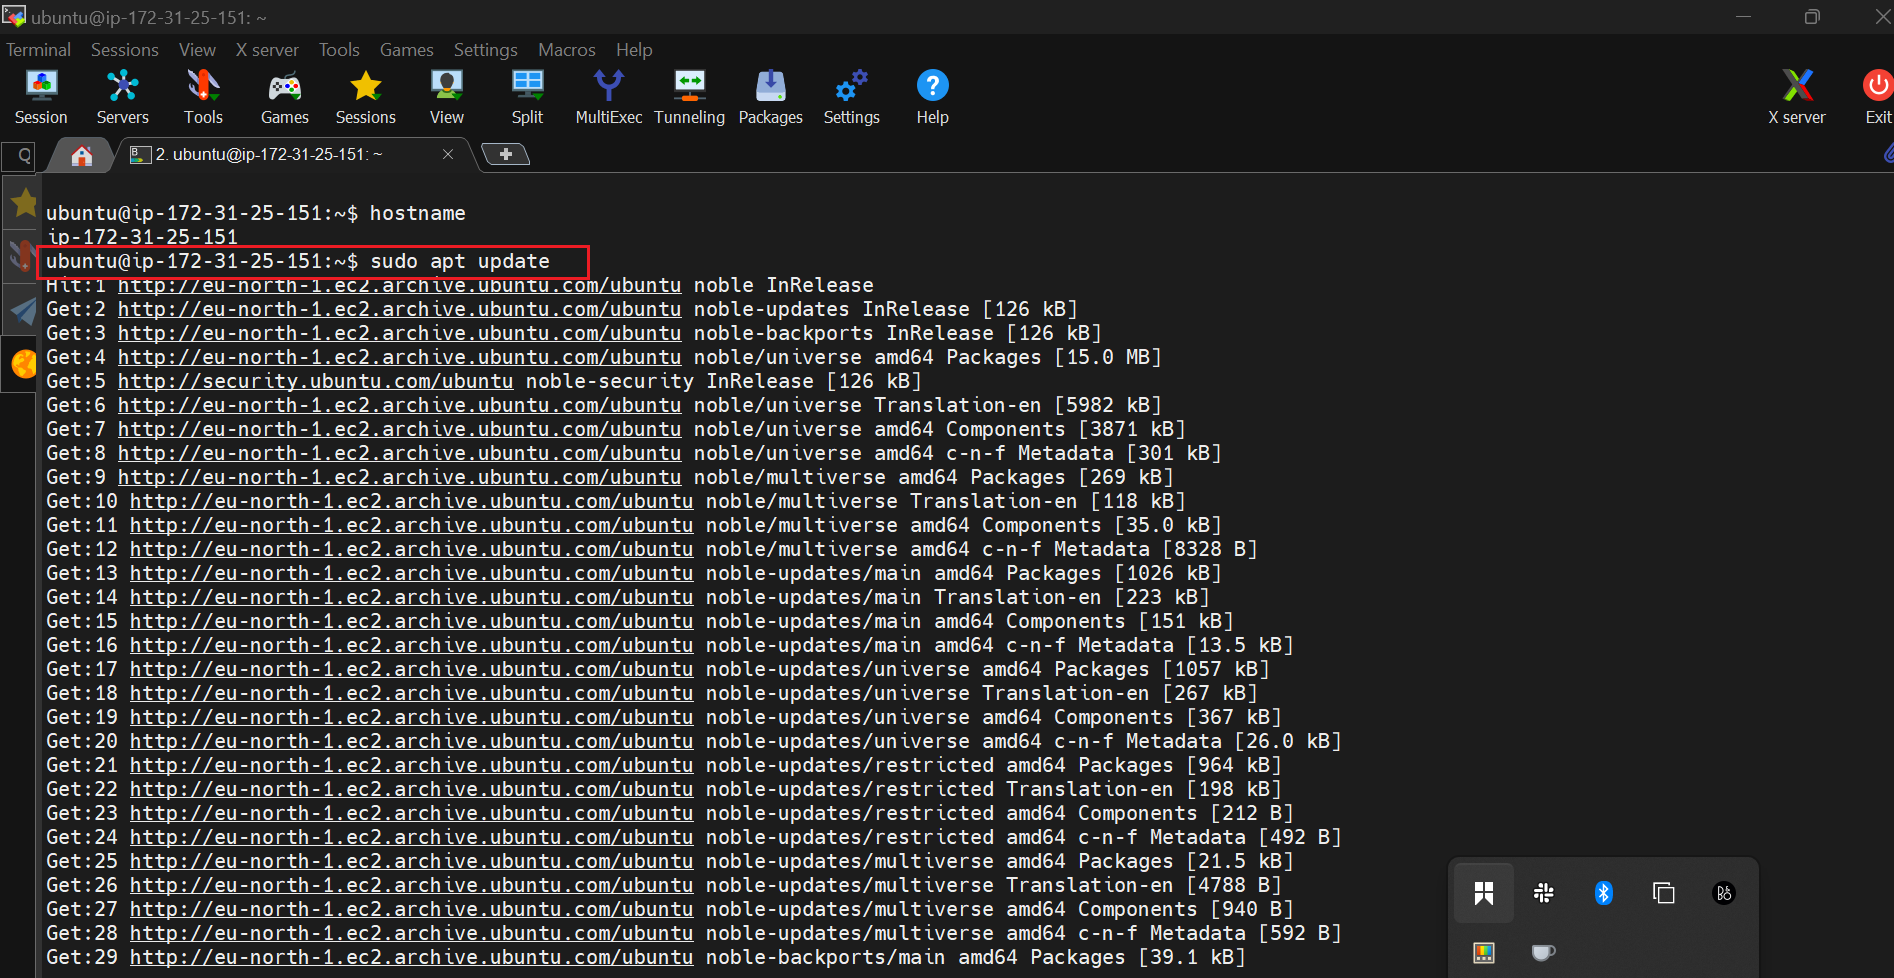 ubuntu@ip-172-31-25-151: ~
Terminal Sessions View X server Tools Games Settings Macros Help
Session Servers Tools Games Sessions View Split MultiExec Tunneling Packages Settings Help X server Exit
2. ubuntu@ip-172-31-25-151: ~
ubuntu@ip-172-31-25-151:~$ hostname
ip-172-31-25-151
ubuntu@ip-172-31-25-151:~$ sudo apt update
Hit:1 http://eu-north-1.ec2.archive.ubuntu.com/ubuntu noble InRelease
Get:2 http://eu-north-1.ec2.archive.ubuntu.com/ubuntu noble-updates InRelease [126 kB]
Get:3 http://eu-north-1.ec2.archive.ubuntu.com/ubuntu noble-backports InRelease [126 kB]
Get:4 http://eu-north-1.ec2.archive.ubuntu.com/ubuntu noble/universe amd64 Packages [15.0 MB]
Get:5 http://security.ubuntu.com/ubuntu noble-security InRelease [126 kB]
Get:6 http://eu-north-1.ec2.archive.ubuntu.com/ubuntu noble/universe Translation-en [5982 kB]
Get:7 http://eu-north-1.ec2.archive.ubuntu.com/ubuntu noble/universe amd64 Components [3871 kB]
Get:8 http://eu-north-1.ec2.archive.ubuntu.com/ubuntu noble/universe amd64 c-n-f Metadata [301 kB]
Get:9 http://eu-north-1.ec2.archive.ubuntu.com/ubuntu noble/multiverse amd64 Packages [269 kB]
Get:10 http://eu-north-1.ec2.archive.ubuntu.com/ubuntu noble/multiverse Translation-en [118 kB]
Get:11 http://eu-north-1.ec2.archive.ubuntu.com/ubuntu noble/multiverse amd64 Components [35.0 kB]
Get:12 http://eu-north-1.ec2.archive.ubuntu.com/ubuntu noble/multiverse amd64 c-n-f Metadata [8328 B]
Get:13 http://eu-north-1.ec2.archive.ubuntu.com/ubuntu noble-updates/main amd64 Packages [1026 kB]
Get:14 http://eu-north-1.ec2.archive.ubuntu.com/ubuntu noble-updates/main Translation-en [223 kB]
Get:15 http://eu-north-1.ec2.archive.ubuntu.com/ubuntu noble-updates/main amd64 Components [151 kB]
Get:16 http://eu-north-1.ec2.archive.ubuntu.com/ubuntu noble-updates/main amd64 c-n-f Metadata [13.5 kB]
Get:17 http://eu-north-1.ec2.archive.ubuntu.com/ubuntu noble-updates/universe amd64 Packages [1057 kB]
Get:18 http://eu-north-1.ec2.archive.ubuntu.com/ubuntu noble-updates/universe Translation-en [267 kB]
Get:19 http://eu-north-1.ec2.archive.ubuntu.com/ubuntu noble-updates/universe amd64 Components [367 kB]
Get:20 http://eu-north-1.ec2.archive.ubuntu.com/ubuntu noble-updates/universe amd64 c-n-f Metadata [26.0 kB]
Get:21 http://eu-north-1.ec2.archive.ubuntu.com/ubuntu noble-updates/restricted amd64 Packages [964 kB]
Get:22 http://eu-north-1.ec2.archive.ubuntu.com/ubuntu noble-updates/restricted Translation-en [198 kB]
Get:23 http://eu-north-1.ec2.archive.ubuntu.com/ubuntu noble-updates/restricted amd64 Components [212 B]
Get:24 http://eu-north-1.ec2.archive.ubuntu.com/ubuntu noble-updates/restricted amd64 c-n-f Metadata [492 B]
Get:25 http://eu-north-1.ec2.archive.ubuntu.com/ubuntu noble-updates/multiverse amd64 Packages [21.5 kB]
Get:26 http://eu-north-1.ec2.archive.ubuntu.com/ubuntu noble-updates/multiverse Translation-en [4788 B]
Get:27 http://eu-north-1.ec2.archive.ubuntu.com/ubuntu noble-updates/multiverse amd64 Components [940 B]
Get:28 http://eu-north-1.ec2.archive.ubuntu.com/ubuntu noble-updates/multiverse amd64 c-n-f Metadata [592 B]
Get:29 http://eu-north-1.ec2.archive.ubuntu.com/ubuntu noble-backports/main amd64 Packages [39.1 kB]